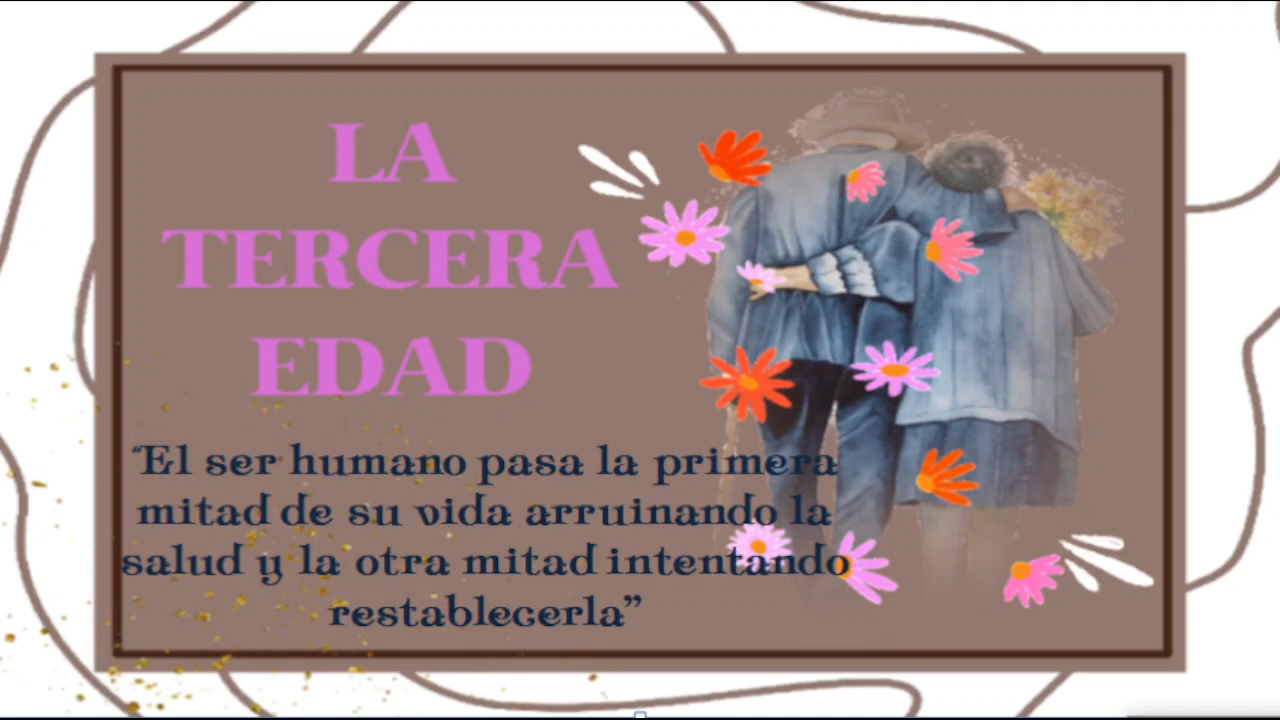 LA
TERCERA
EDAD
“El ser humano pasa la primera
mitad de su vida arruinando la
salud y la otra mitad intentando
restablecerla”